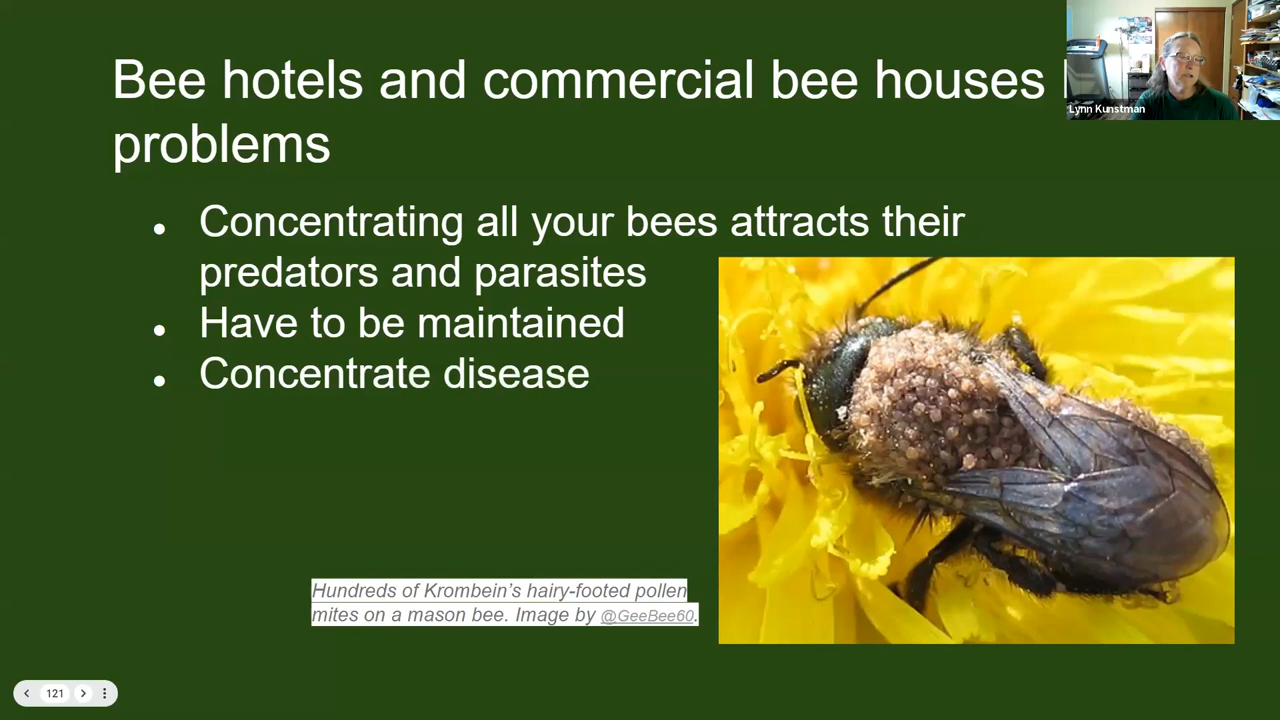 Bee hotels and commercial bee houses
problems
Lynn Kunstman
Concentrating all your bees attracts their
predators and parasites
Have to be maintained
Concentrate disease
Hundreds of Krombein’s hairy-footed pollen
mites on a mason bee. Image by @GeeBee60.
121